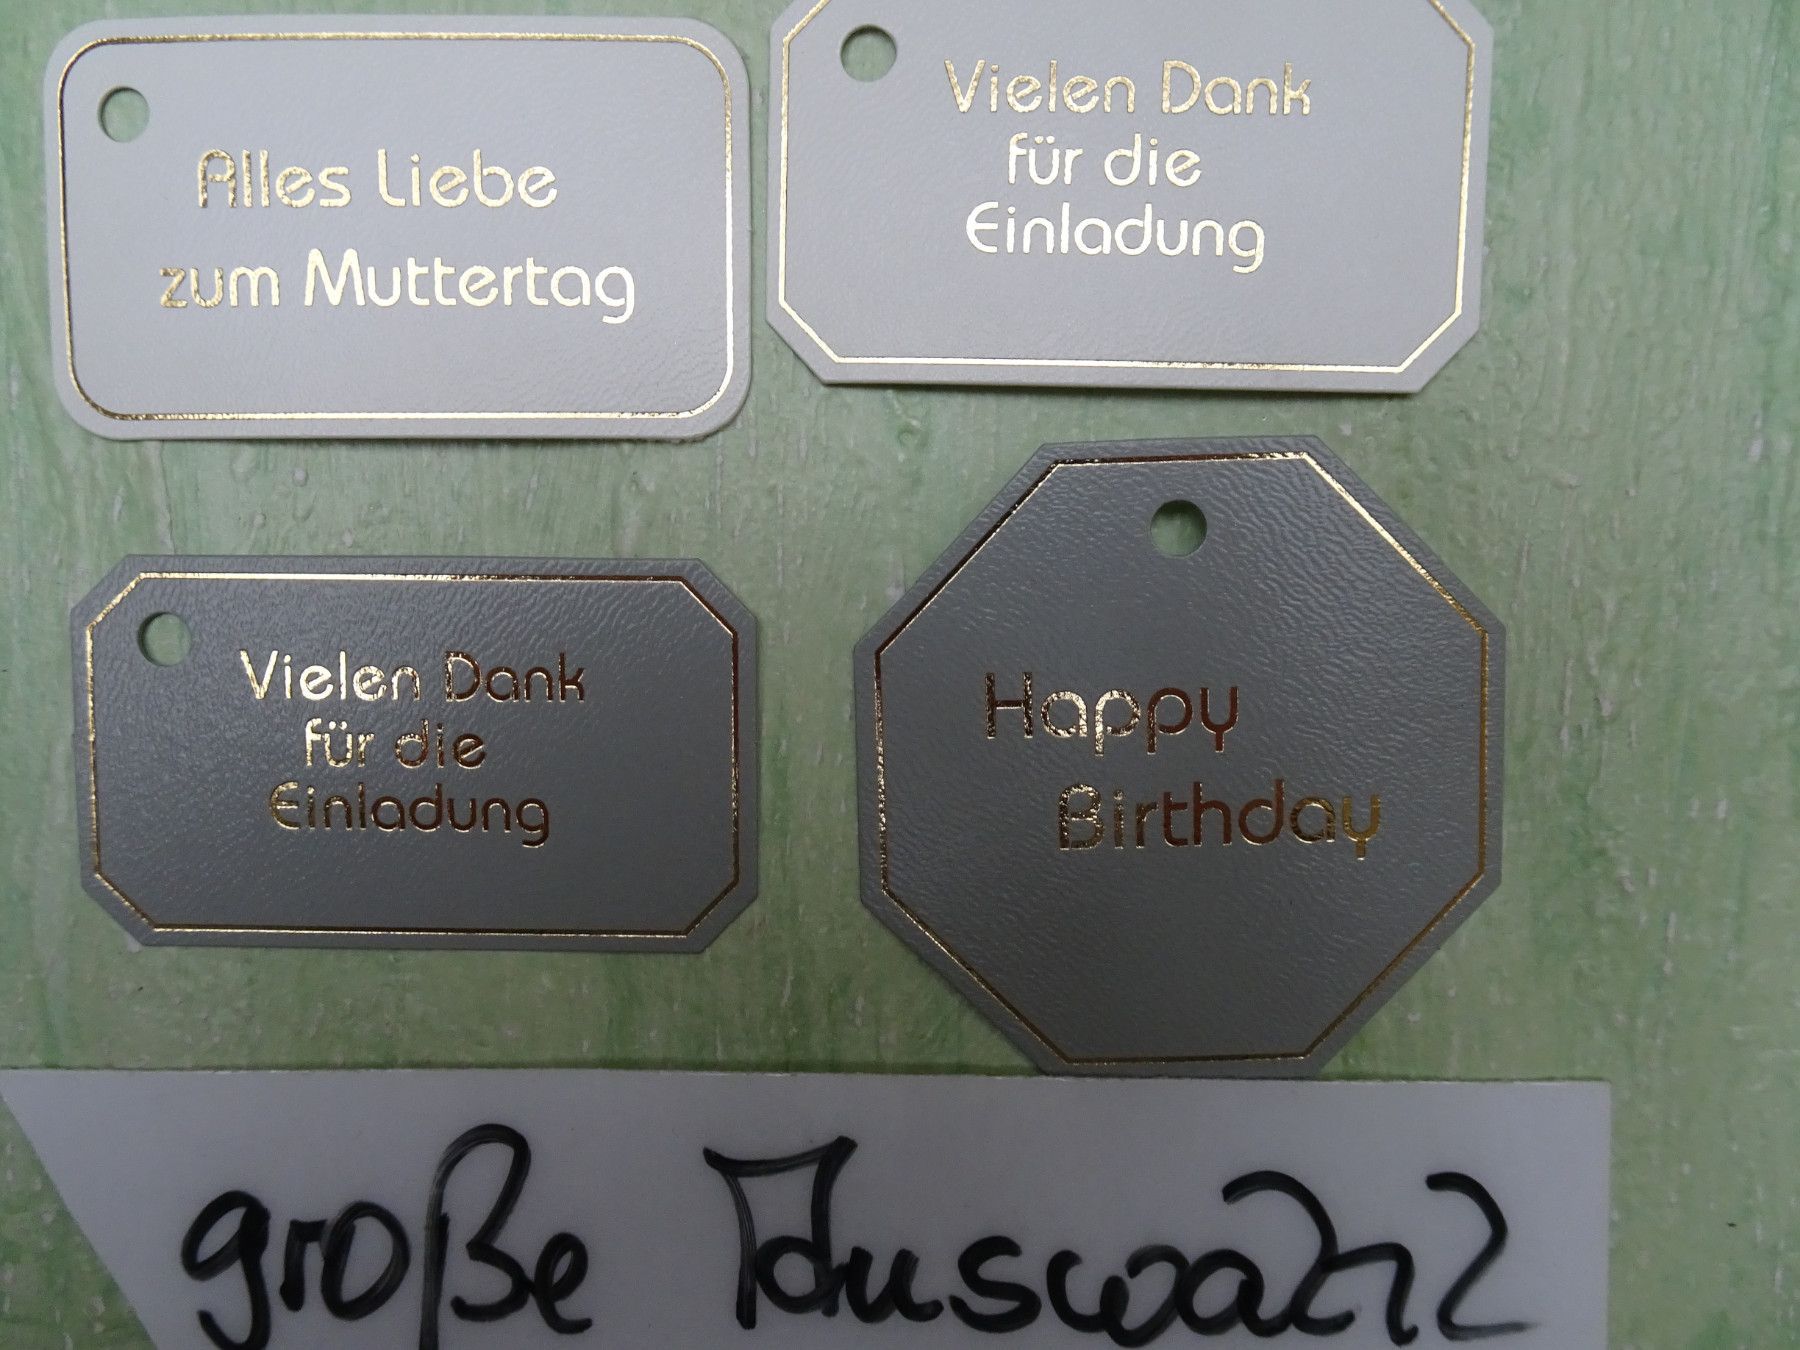 Alles Liebe
zum Muttertag
Vielen Dank
für die
Einladung
Vielen Dank
für die
Einladung
Happy
Birthday
große Auswahl